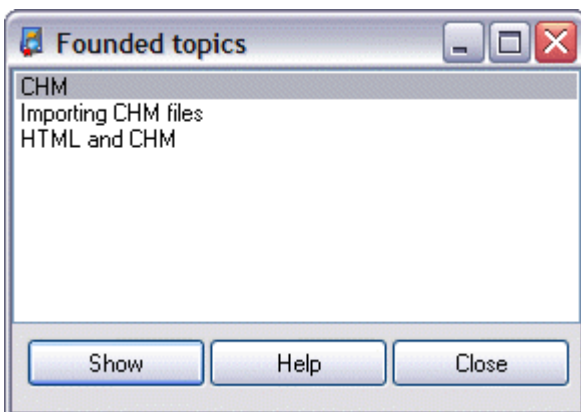 Founded topics
CHM
Importing CHM files
HTML and CHM
Show Help Close